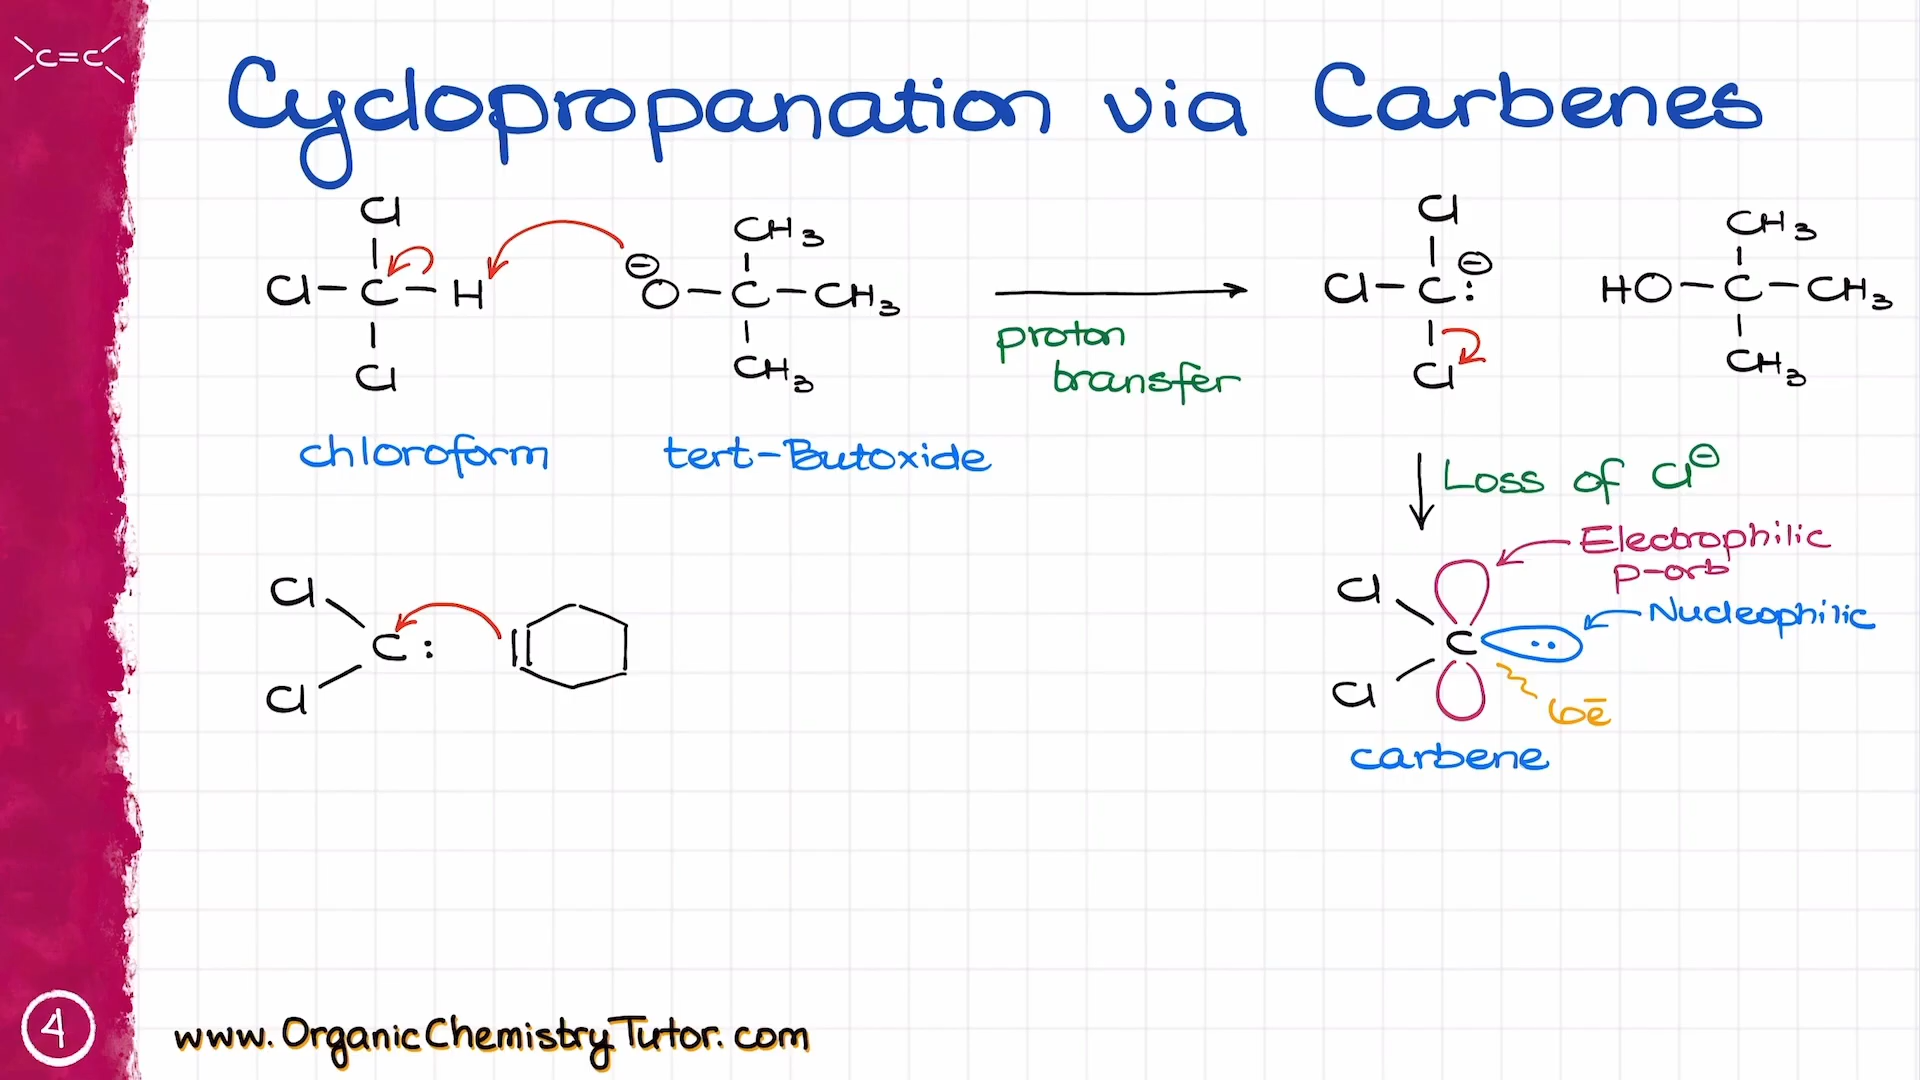 C=C
Cyclopropanation via Carbenes
Cl
Cl-C-H
Cl
CH3
⊖
O-C-CH3
CH3
proton
transfer
Cl
⊖
Cl-C:
Cl
CH3
HO-C-CH3
CH3
chloroform
tert-Butoxide
Loss of Cl⊖
Electrophilic
p-orb
Nucleophilic
Cl
C
Cl
6ē
carbene
Cl
C:
Cl
4
www.OrganicChemistryTutor.com